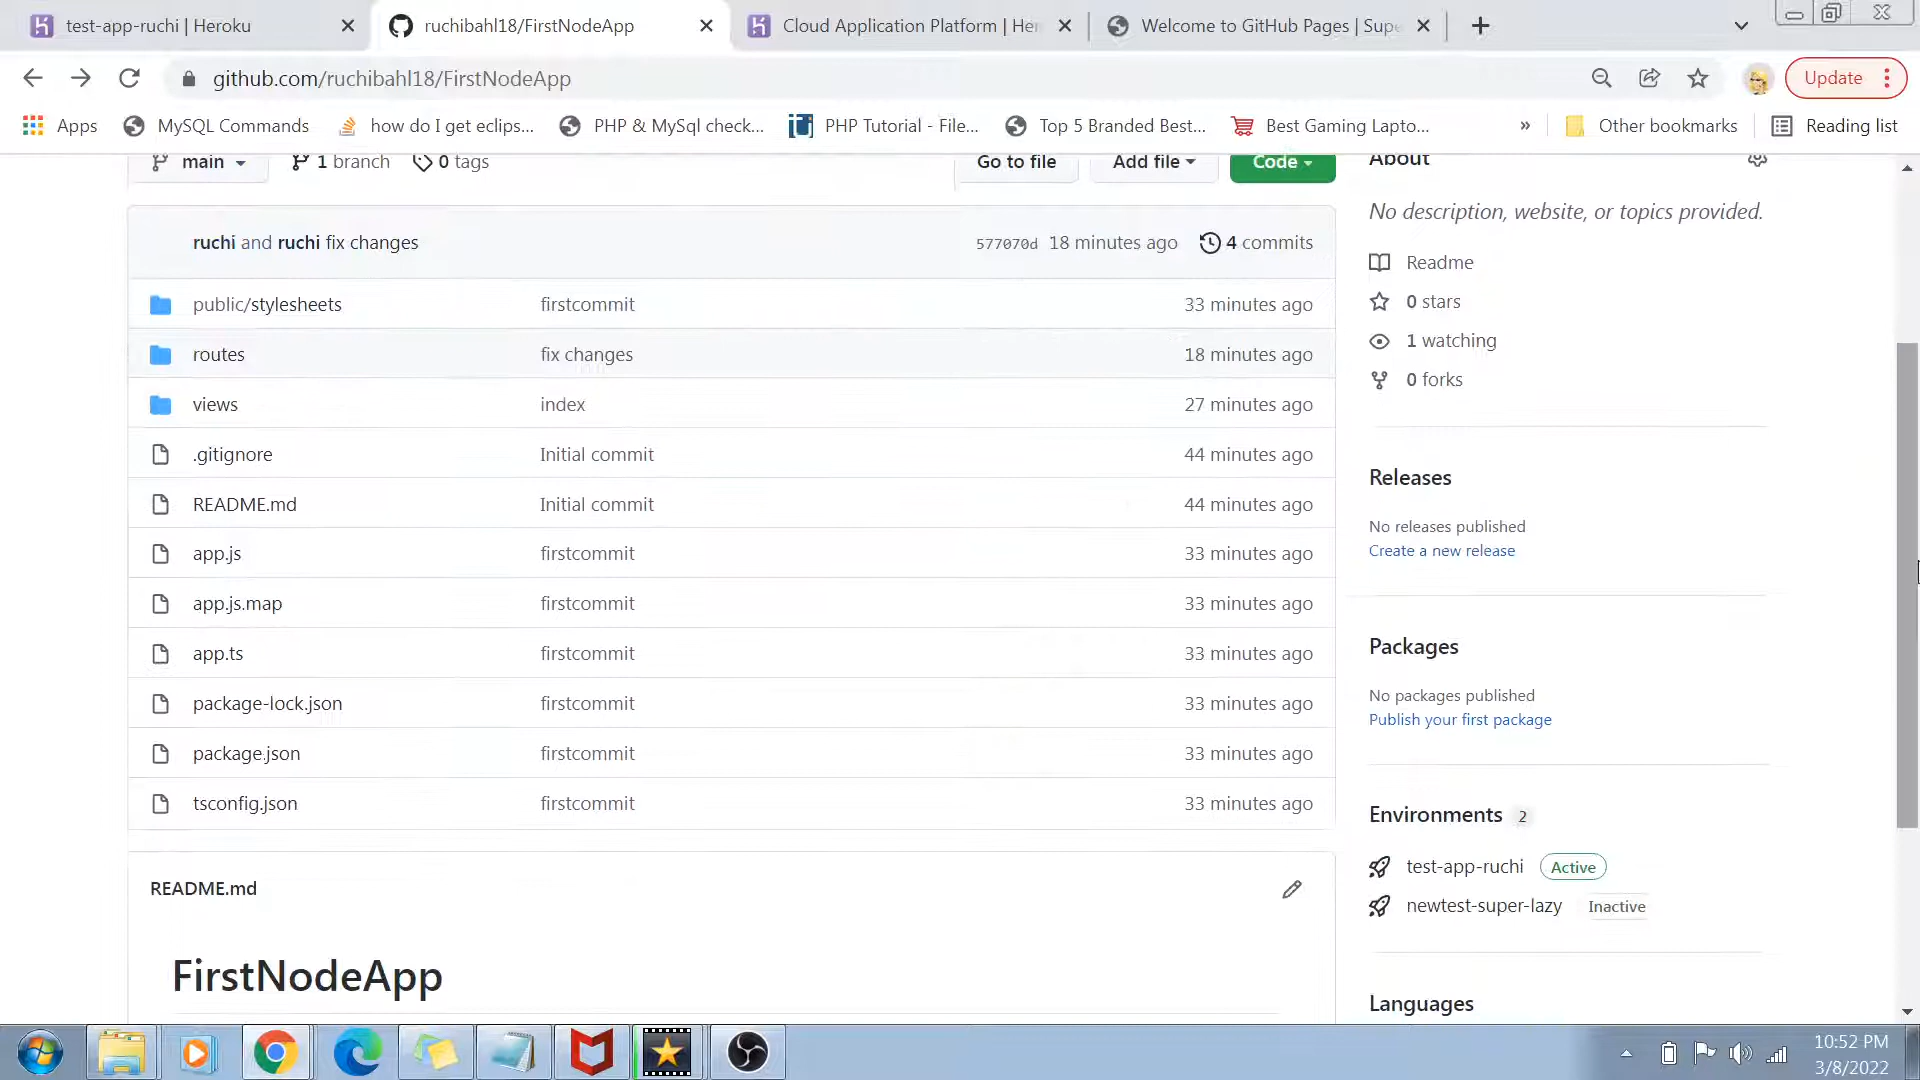 test-app-ruchi | Heroku
ruchibahl18/FirstNodeApp
Cloud Application Platform | He
Welcome to GitHub Pages | Supe
github.com/ruchibahl18/FirstNodeApp
Update
Apps
MySQL Commands
how do I get eclips...
PHP & MySql check...
PHP Tutorial - File...
Top 5 Branded Best...
Best Gaming Lapto...
»
Other bookmarks
Reading list
main
1 branch
0 tags
Go to file
Add file
Code
About
No description, website, or topics provided.
ruchi and ruchi fix changes
577070d 18 minutes ago
4 commits
Readme
public/stylesheets firstcommit 33 minutes ago
0 stars
routes fix changes 18 minutes ago
1 watching
0 forks
views index 27 minutes ago
.gitignore Initial commit 44 minutes ago
Releases
README.md Initial commit 44 minutes ago
No releases published
Create a new release
app.js firstcommit 33 minutes ago
app.js.map firstcommit 33 minutes ago
Packages
app.ts firstcommit 33 minutes ago
No packages published
Publish your first package
package-lock.json firstcommit 33 minutes ago
package.json firstcommit 33 minutes ago
tsconfig.json firstcommit 33 minutes ago
Environments 2
test-app-ruchi Active
newtest-super-lazy Inactive
README.md
FirstNodeApp
Languages
10:52 PM
3/8/2022